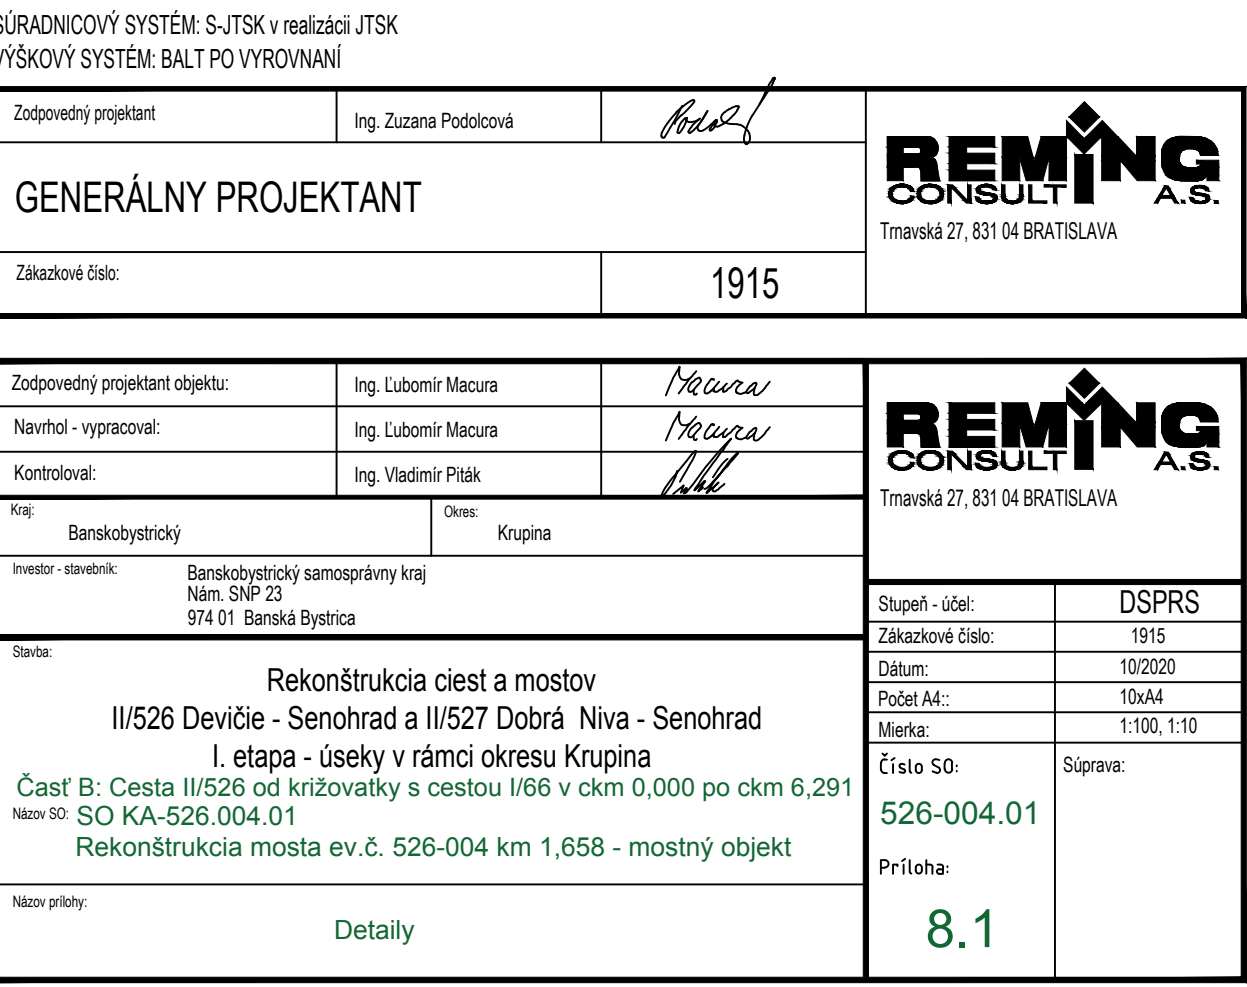 SÚRADNICOVÝ SYSTÉM: S-JTSK v realizácii JTSK
VÝŠKOVÝ SYSTÉM: BALT PO VYROVNANÍ
Zodpovedný projektant
Ing. Zuzana Podolcová
GENERÁLNY PROJEKTANT
Zákazkové číslo:
1915
REMING
CONSULT A.S.
Trnavská 27, 831 04 BRATISLAVA
Zodpovedný projektant objektu:
Ing. Ľubomír Macura
Macura
Navrhol - vypracoval:
Ing. Ľubomír Macura
Macura
Kontroloval:
Ing. Vladimír Piták
REMING
CONSULT A.S.
Trnavská 27, 831 04 BRATISLAVA
Kraj:
Banskobystrický
Okres:
Krupina
Investor - stavebník:
Banskobystrický samosprávny kraj
Nám. SNP 23
974 01 Banská Bystrica
Stupeň - účel:
DSPRS
Zákazkové číslo:
1915
Dátum:
10/2020
Počet A4::
10xA4
Mierka:
1:100, 1:10
Stavba:
Rekonštrukcia ciest a mostov
II/526 Devičie - Senohrad a II/527 Dobrá Niva - Senohrad
I. etapa - úseky v rámci okresu Krupina
Časť B: Cesta II/526 od križovatky s cestou I/66 v ckm 0,000 po ckm 6,291
Názov SO: SO KA-526.004.01
Rekonštrukcia mosta ev.č. 526-004 km 1,658 - mostný objekt
Číslo SO:
526-004.01
Súprava:
Príloha:
8.1
Názov prílohy:
Detaily